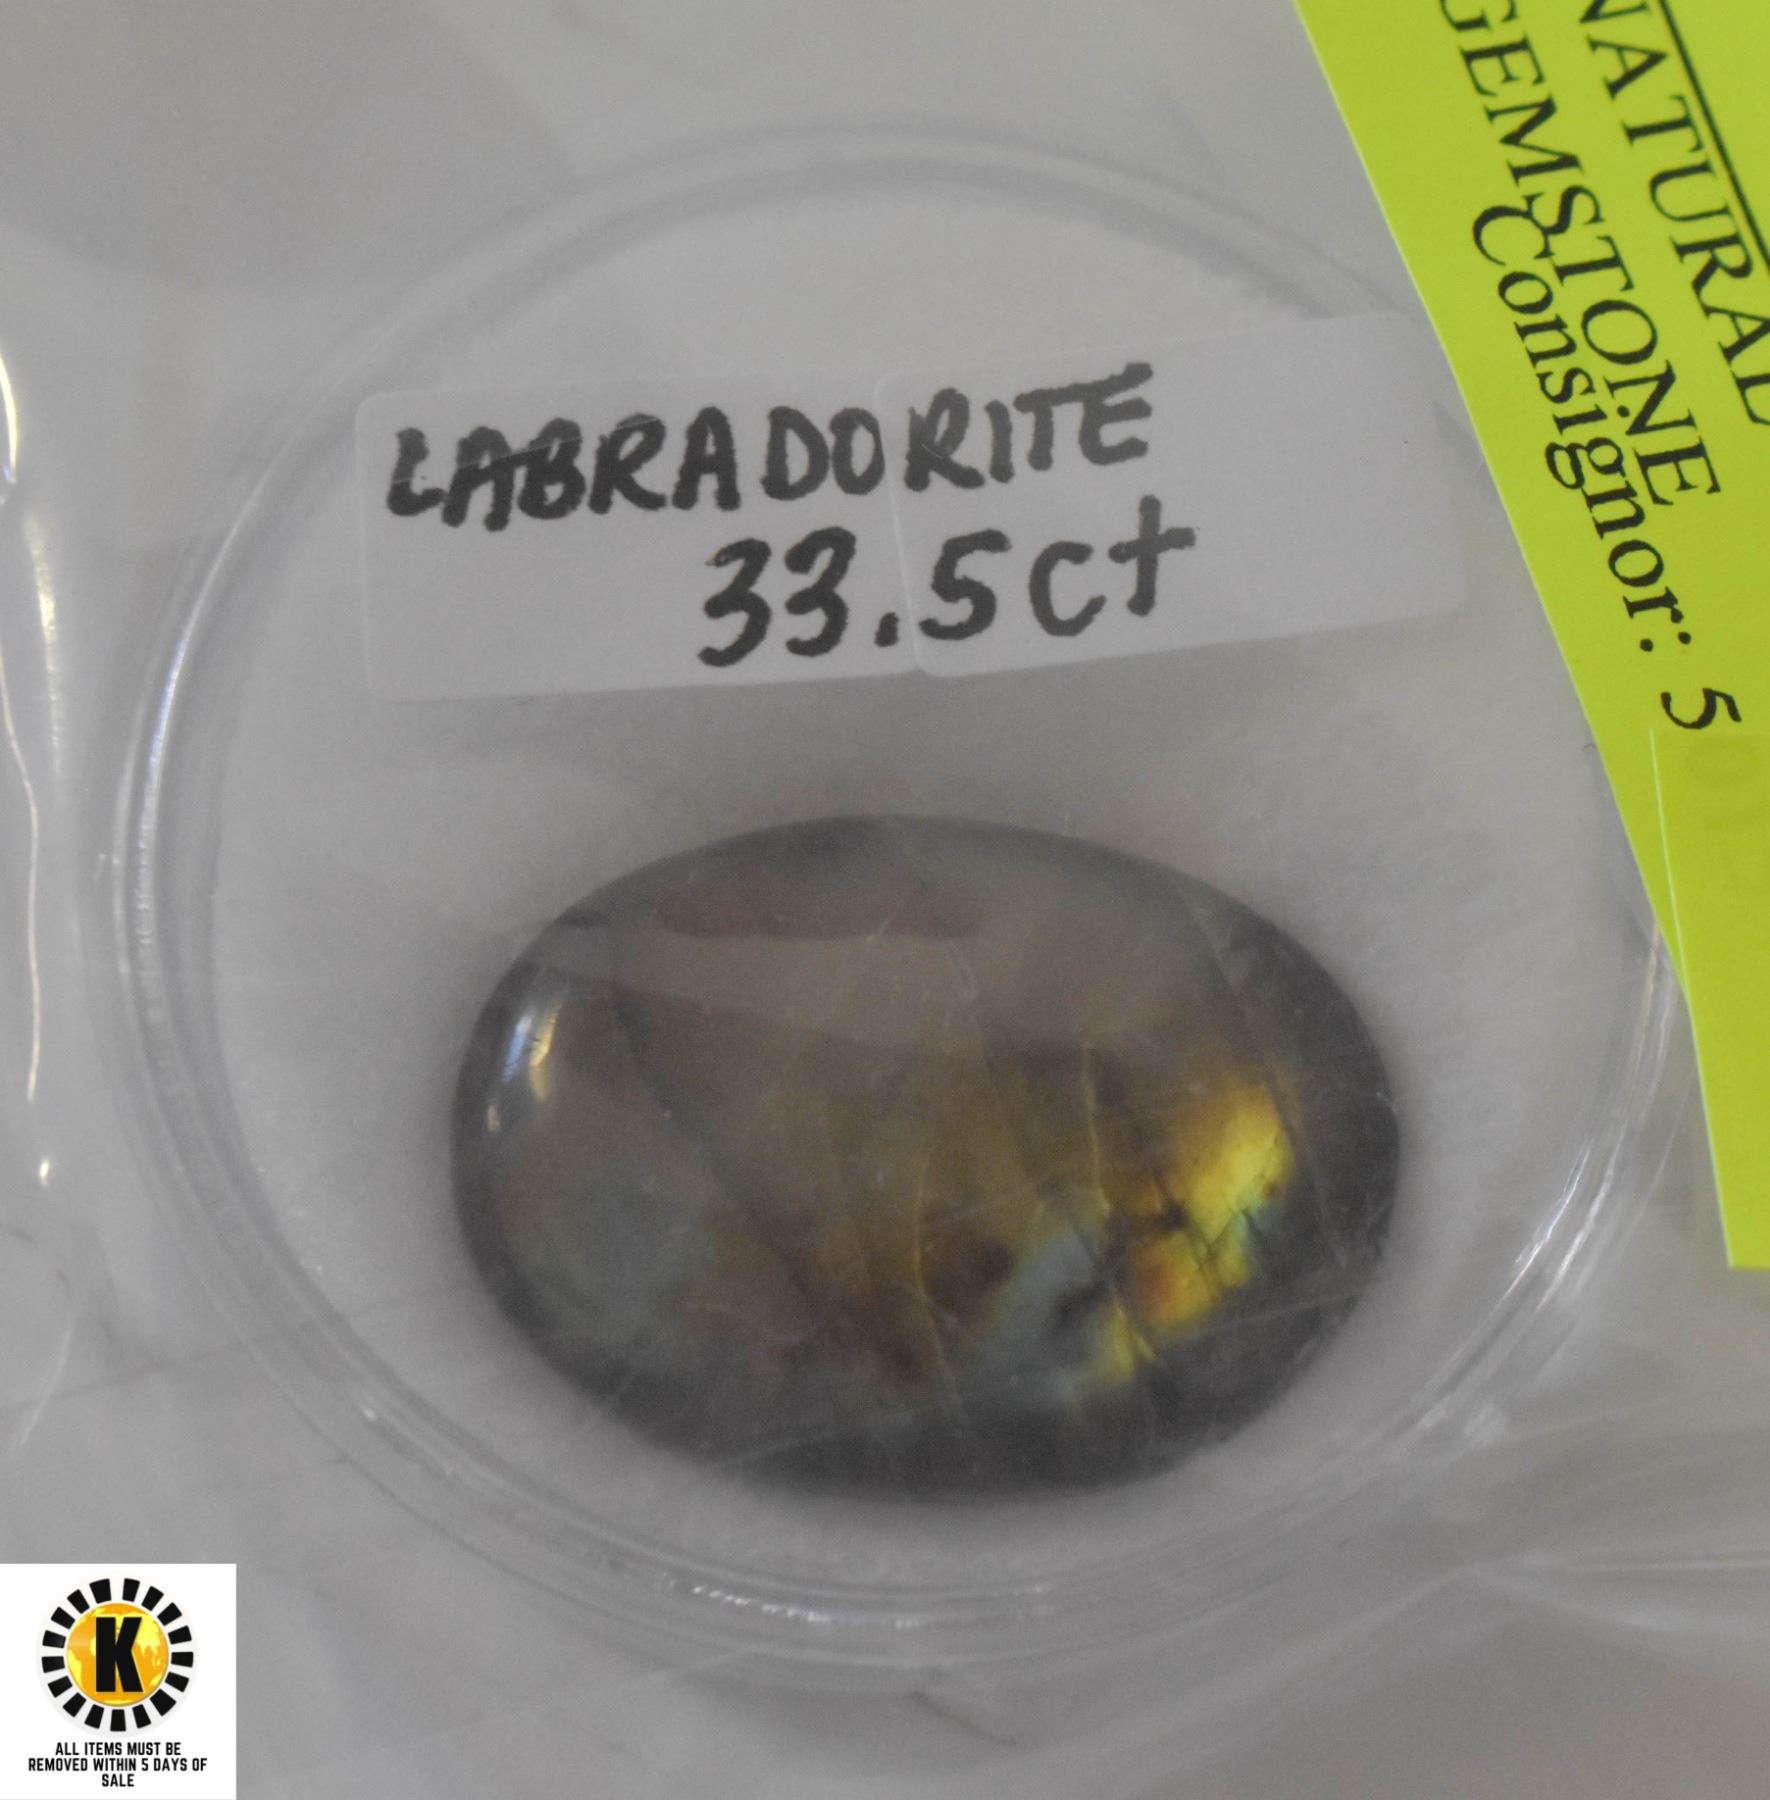 LABRADORITE
33.5ct
NATURAL
GEMSTONE
Consignor: 5
K
ALL ITEMS MUST BE
REMOVED WITHIN 5 DAYS OF
SALE